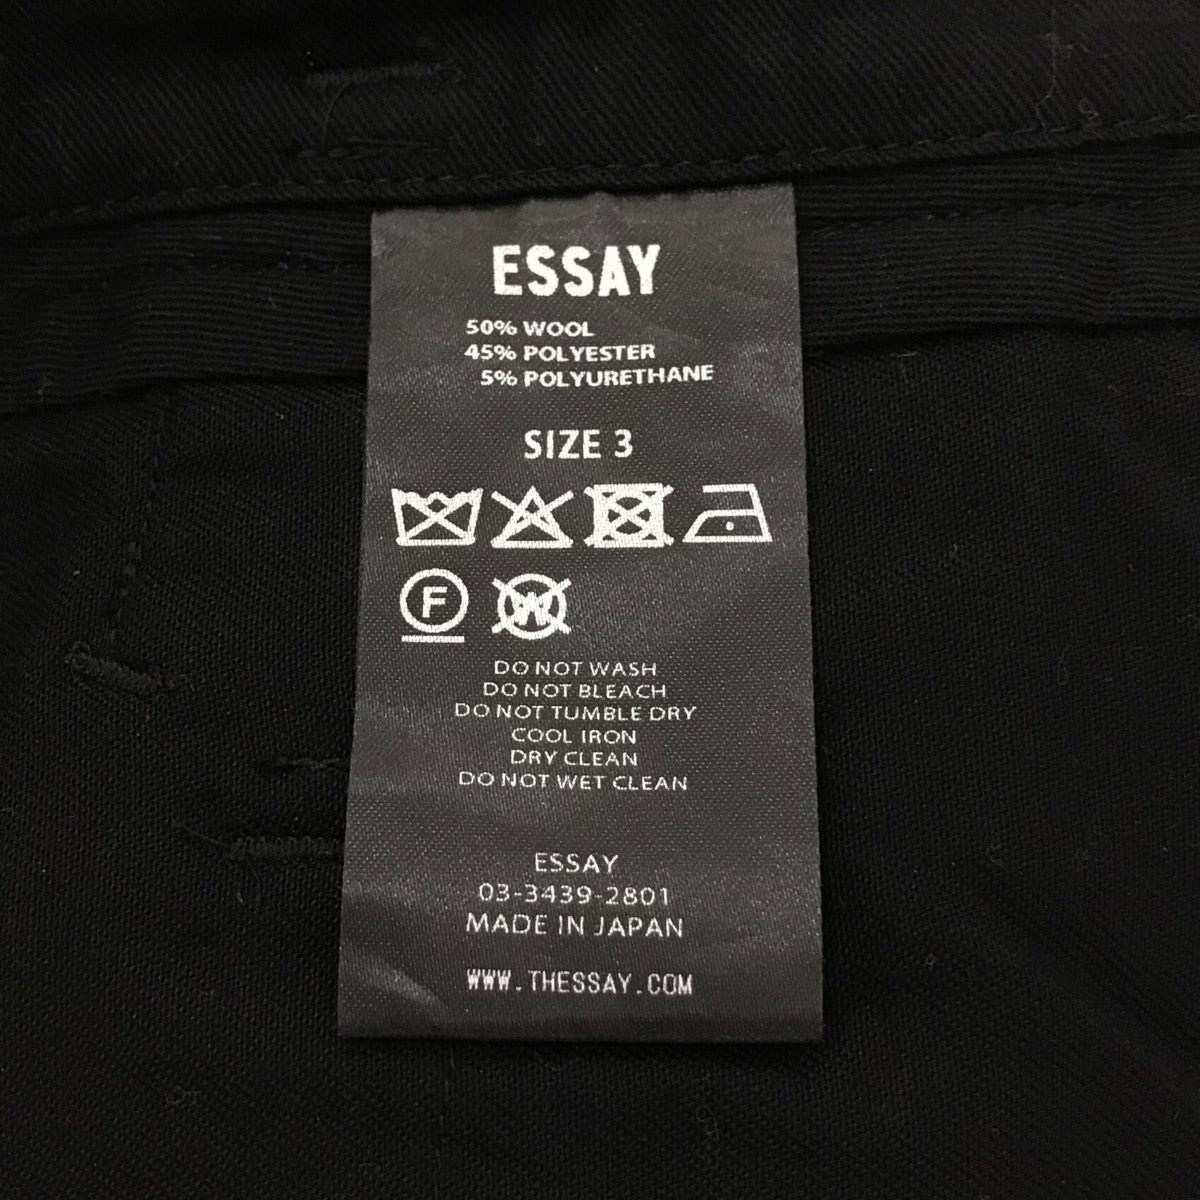 ESSAY
50% WOOL
45% POLYESTER
5% POLYURETHANE
SIZE 3
F W
DO NOT WASH
DO NOT BLEACH
DO NOT TUMBLE DRY
COOL IRON
DRY CLEAN
DO NOT WET CLEAN
ESSAY
03-3439-2801
MADE IN JAPAN
WWW.THESSAY.COM